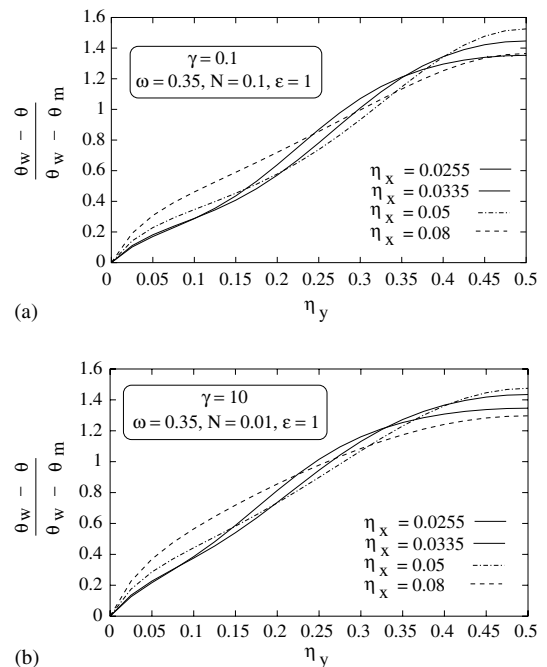 1.6
1.4
1.2
1
0.8
0.6
0.4
0.2
0
θw − θ
θw − θm
γ = 0.1
ω = 0.35, N = 0.1, ε = 1
ηx = 0.0255
ηx = 0.0335
ηx = 0.05
ηx = 0.08
0 0.05 0.1 0.15 0.2 0.25 0.3 0.35 0.4 0.45 0.5
ηy
(a)
1.6
1.4
1.2
1
0.8
0.6
0.4
0.2
0
θw − θ
θw − θm
γ = 10
ω = 0.35, N = 0.01, ε = 1
ηx = 0.0255
ηx = 0.0335
ηx = 0.05
ηx = 0.08
0 0.05 0.1 0.15 0.2 0.25 0.3 0.35 0.4 0.45 0.5
ηy
(b)